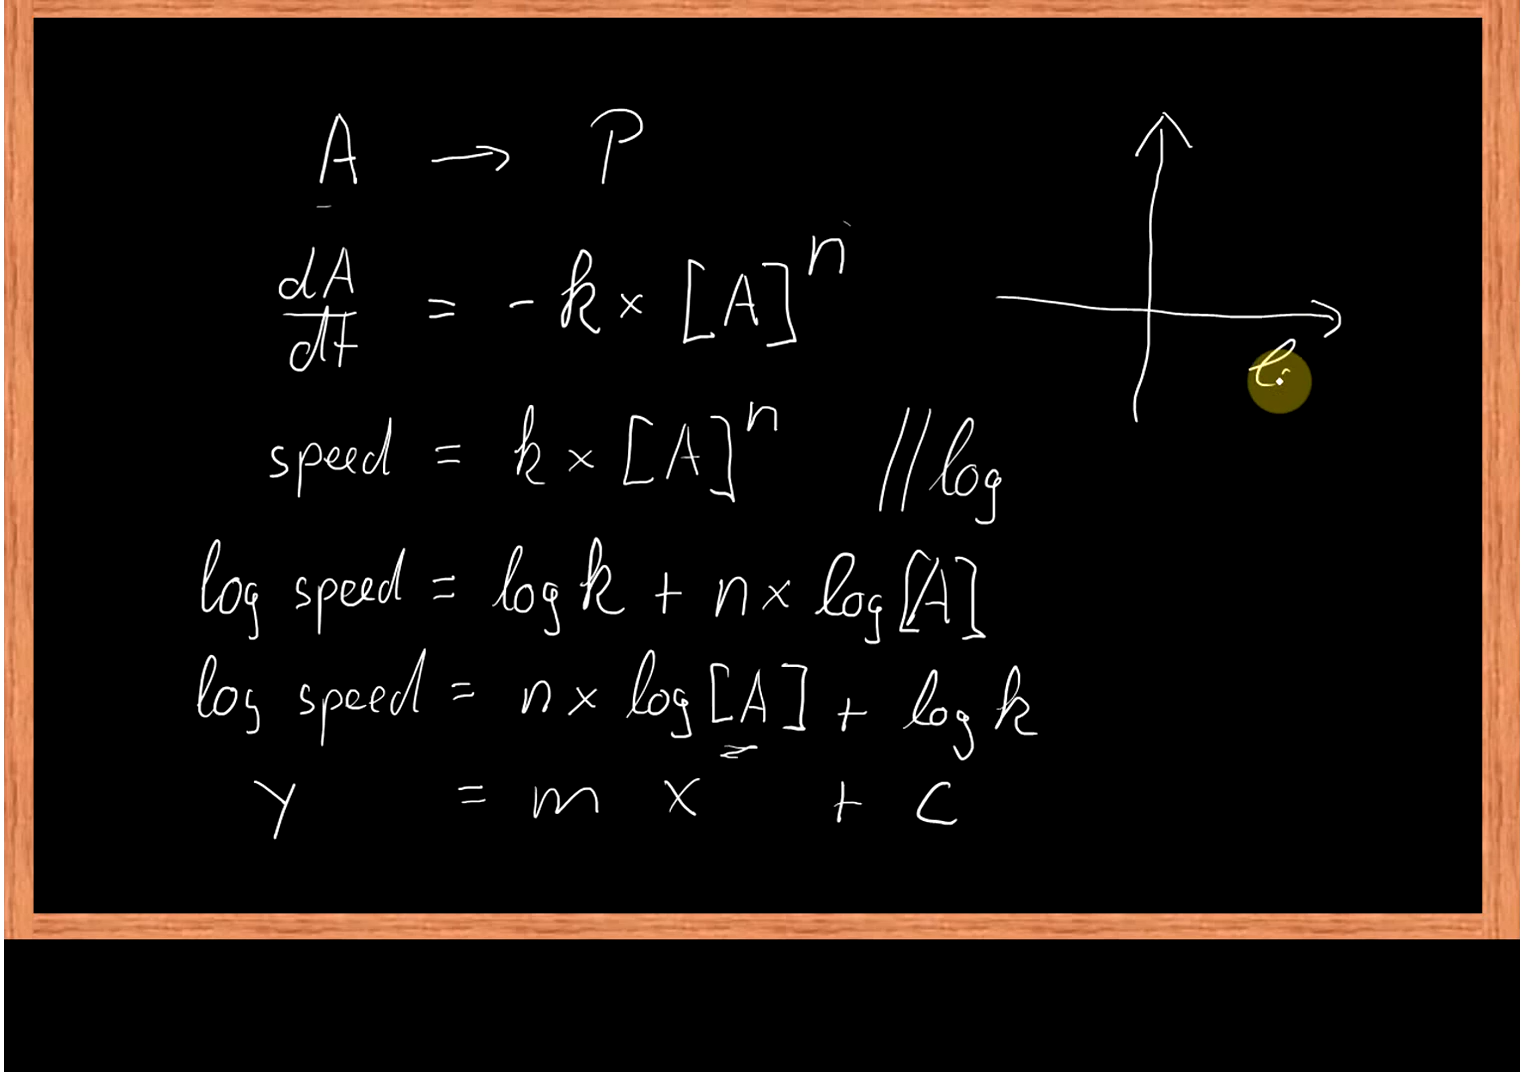 A → P
dA/dt = - k × [A]^n
speed = k × [A]^n // log
log speed = log k + n × log [A]
log speed = n × log [A] + log k
y = m x + c